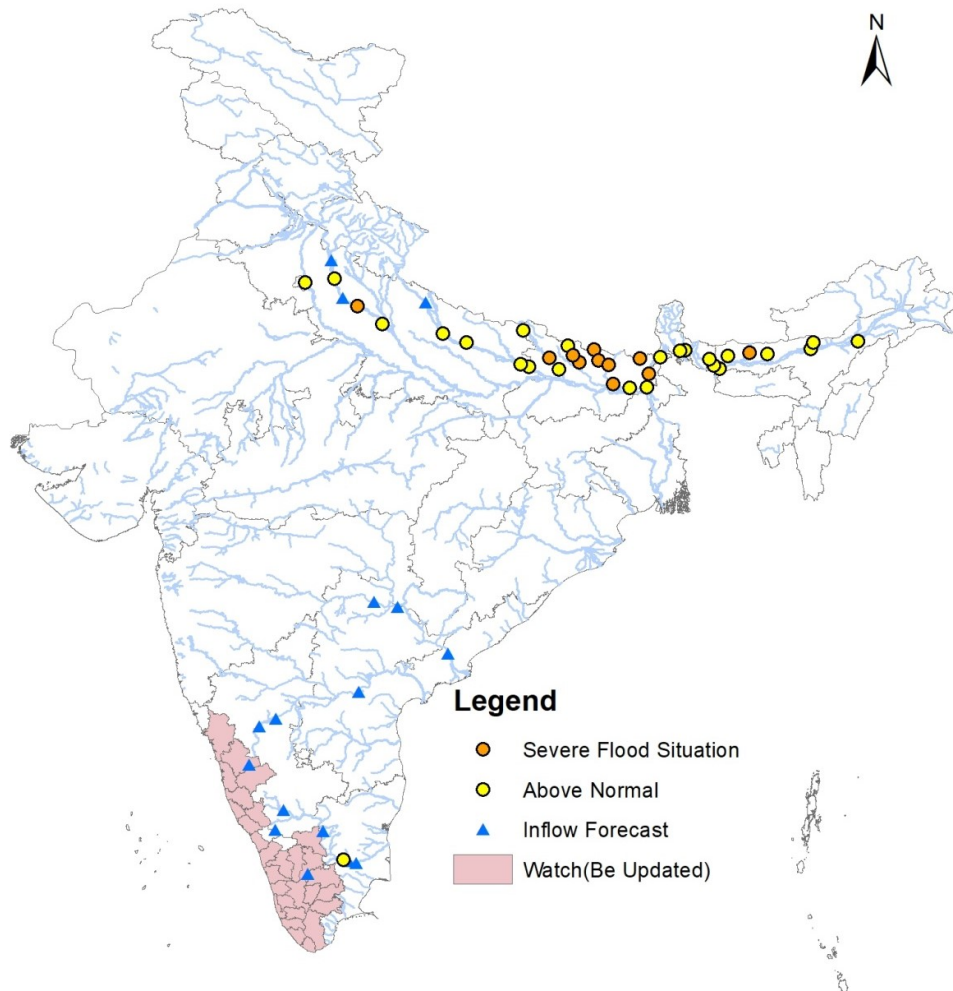 N
Legend
Severe Flood Situation
Above Normal
Inflow Forecast
Watch(Be Updated)